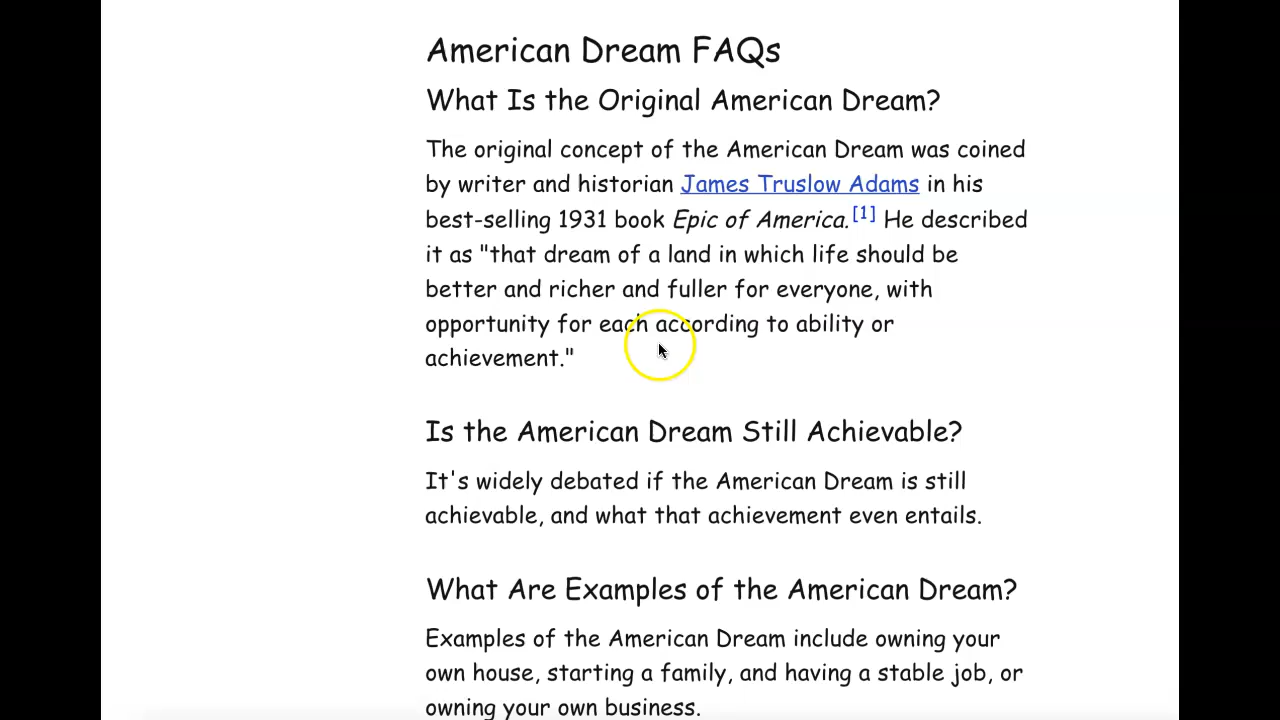 American Dream FAQs
What Is the Original American Dream?
The original concept of the American Dream was coined
by writer and historian James Truslow Adams in his
best-selling 1931 book Epic of America.[1] He described
it as "that dream of a land in which life should be
better and richer and fuller for everyone, with
opportunity for each according to ability or
achievement."
Is the American Dream Still Achievable?
It's widely debated if the American Dream is still
achievable, and what that achievement even entails.
What Are Examples of the American Dream?
Examples of the American Dream include owning your
own house, starting a family, and having a stable job, or
owning your own business.